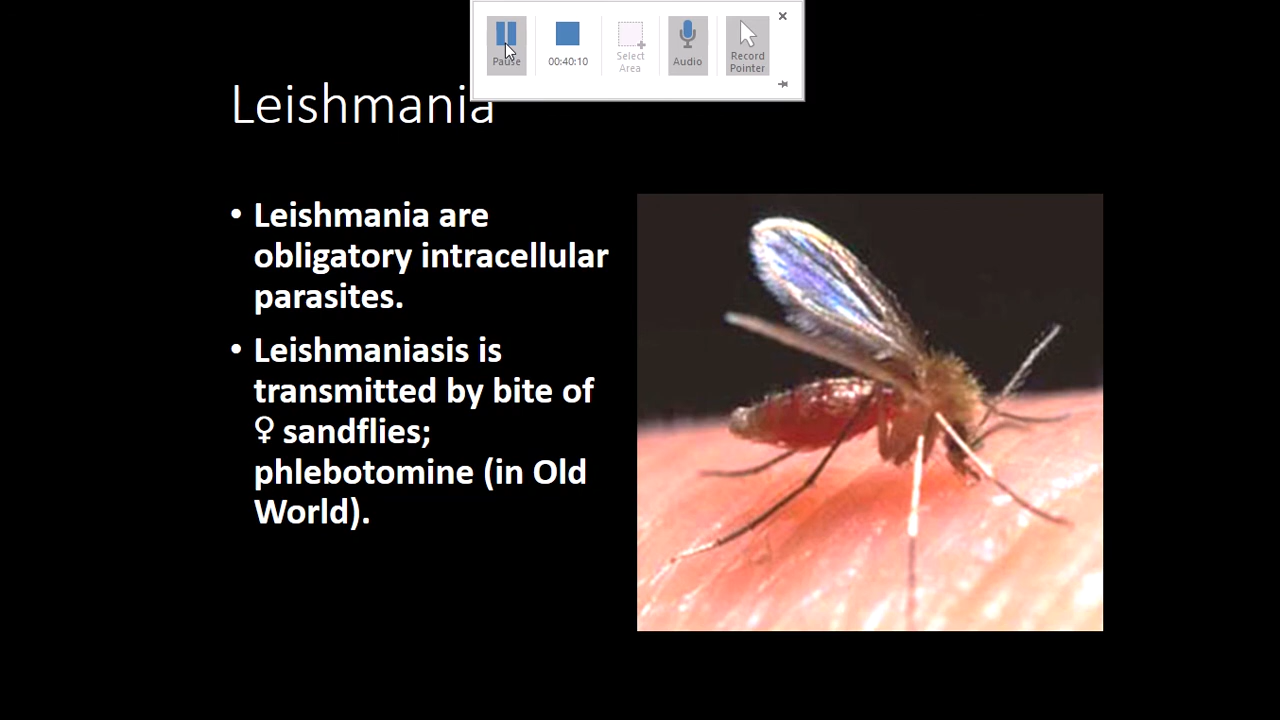 Pause
00:40:10
Select
Area
Audio
Record
Pointer
Leishmania
• Leishmania are
obligatory intracellular
parasites.
• Leishmaniasis is
transmitted by bite of
♀ sandflies;
phlebotomine (in Old
World).